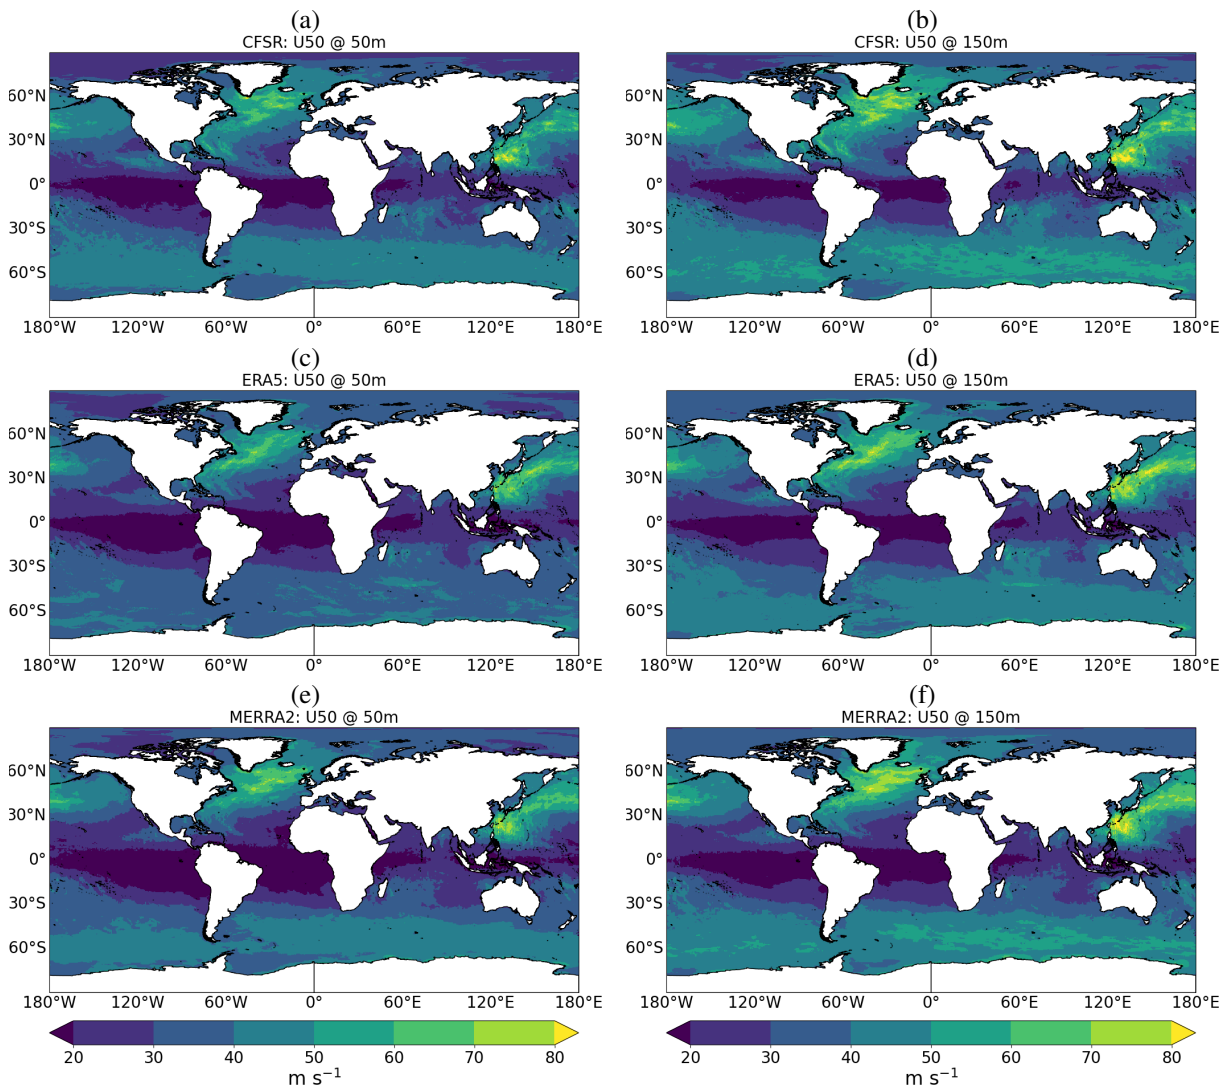 (a) (b)
CFSR: U50 @ 50m CFSR: U50 @ 150m
60°N 60°N
30°N 30°N
0° 0°
30°S 30°S
60°S 60°S
180°W 120°W 60°W 0° 60°E 120°E 180°E 180°W 120°W 60°W 0° 60°E 120°E 180°E
(c) (d)
ERA5: U50 @ 50m ERA5: U50 @ 150m
60°N 60°N
30°N 30°N
0° 0°
30°S 30°S
60°S 60°S
180°W 120°W 60°W 0° 60°E 120°E 180°E 180°W 120°W 60°W 0° 60°E 120°E 180°E
(e) (f)
MERRA2: U50 @ 50m MERRA2: U50 @ 150m
60°N 60°N
30°N 30°N
0° 0°
30°S 30°S
60°S 60°S
180°W 120°W 60°W 0° 60°E 120°E 180°E 180°W 120°W 60°W 0° 60°E 120°E 180°E
20 30 40 50 60 70 80 20 30 40 50 60 70 80
m s⁻¹ m s⁻¹